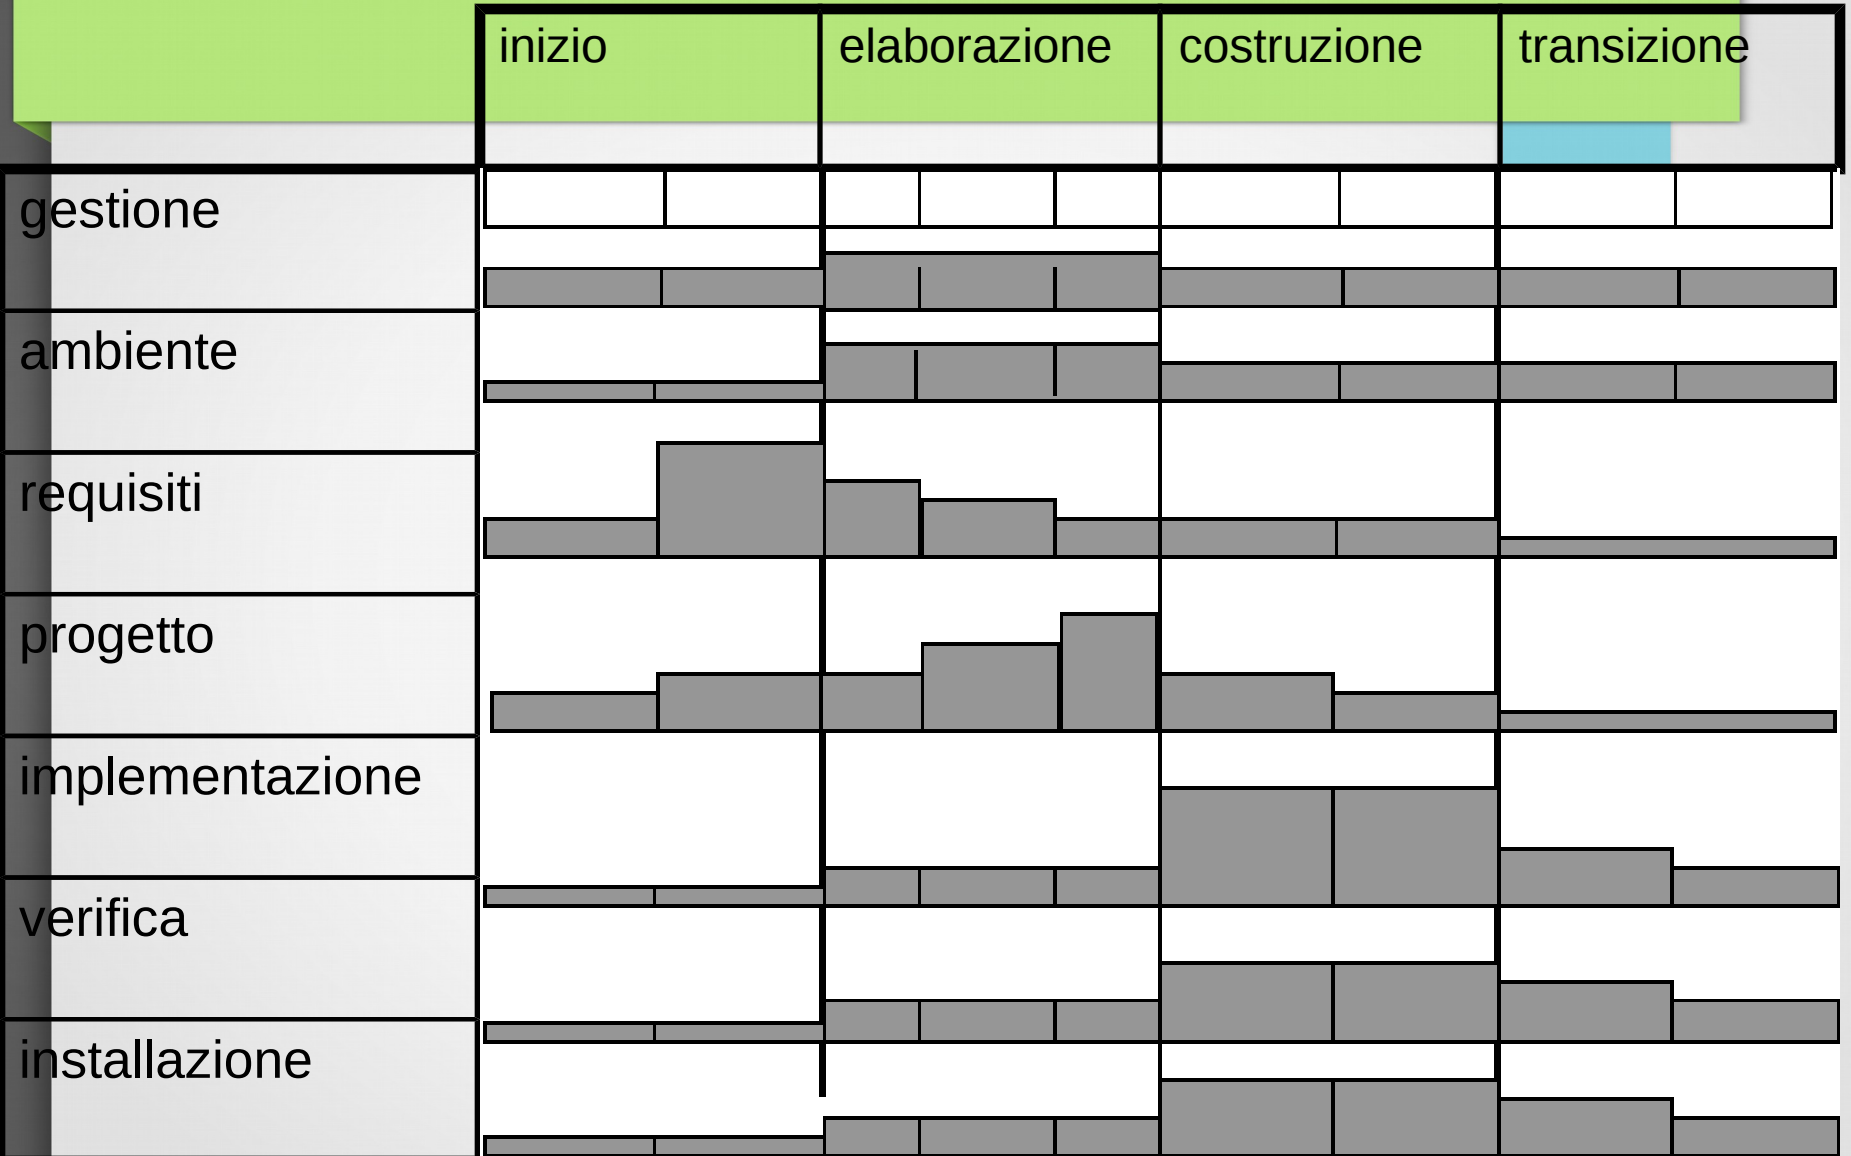 inizio elaborazione costruzione transizione
gestione
ambiente
requisiti
progetto
implementazione
verifica
installazione